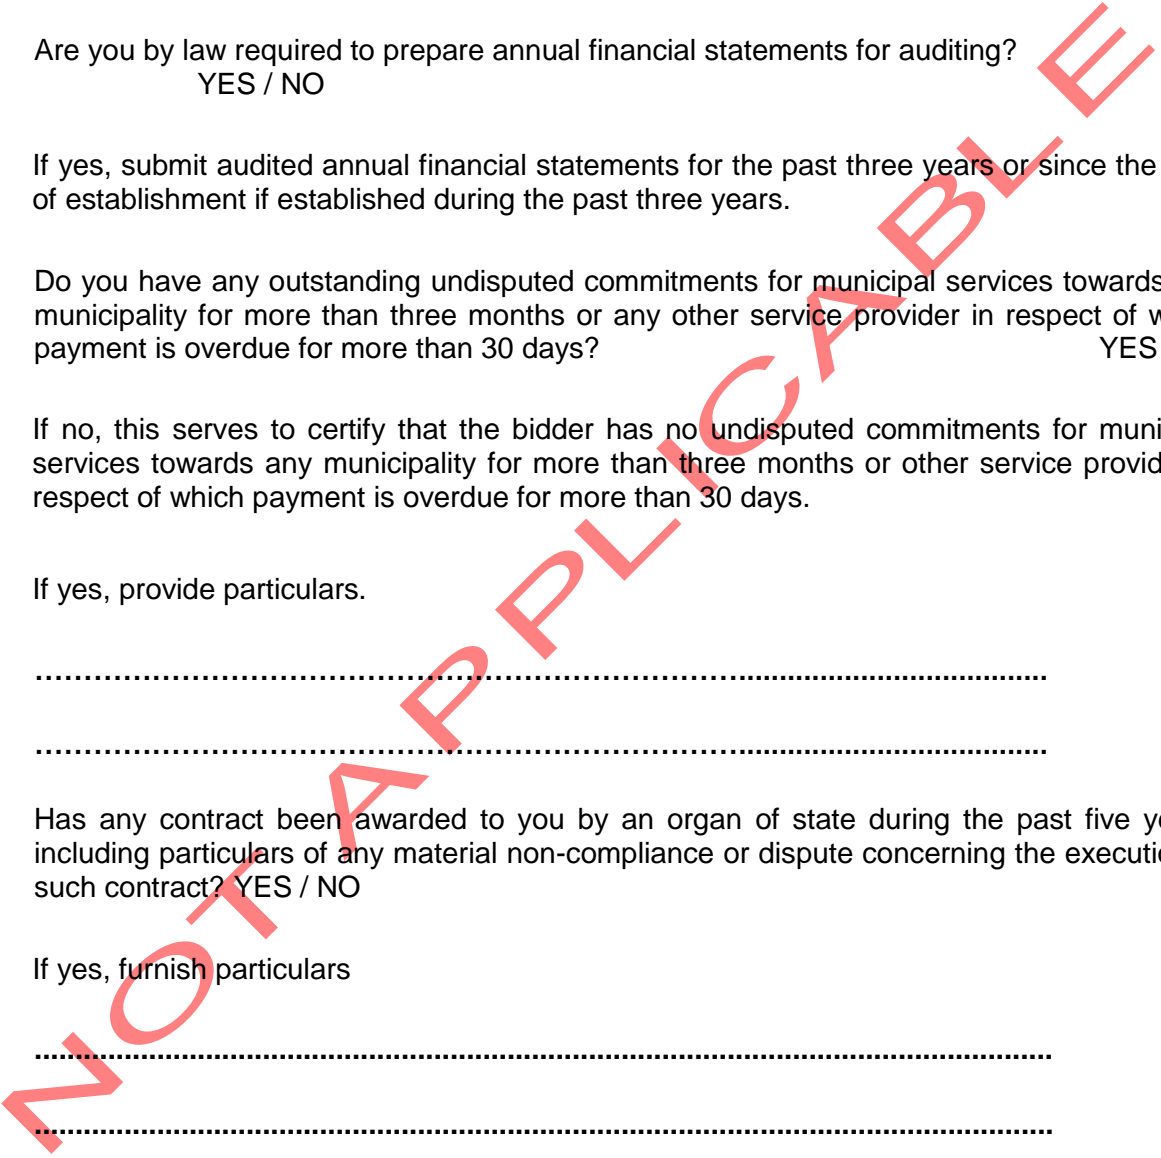 Are you by law required to prepare annual financial statements for auditing?
YES / NO
If yes, submit audited annual financial statements for the past three years or since the
of establishment if established during the past three years.
Do you have any outstanding undisputed commitments for municipal services towards
municipality for more than three months or any other service provider in respect of w
payment is overdue for more than 30 days? YES
If no, this serves to certify that the bidder has no undisputed commitments for muni
services towards any municipality for more than three months or other service provid
respect of which payment is overdue for more than 30 days.
If yes, provide particulars.
……………………………………………………………….....................................
……………………………………………………………….....................................
Has any contract been awarded to you by an organ of state during the past five ye
including particulars of any material non-compliance or dispute concerning the executi
such contract? YES / NO
If yes, furnish particulars
.................................................................................................................
.................................................................................................................
NOT APPLICABLE